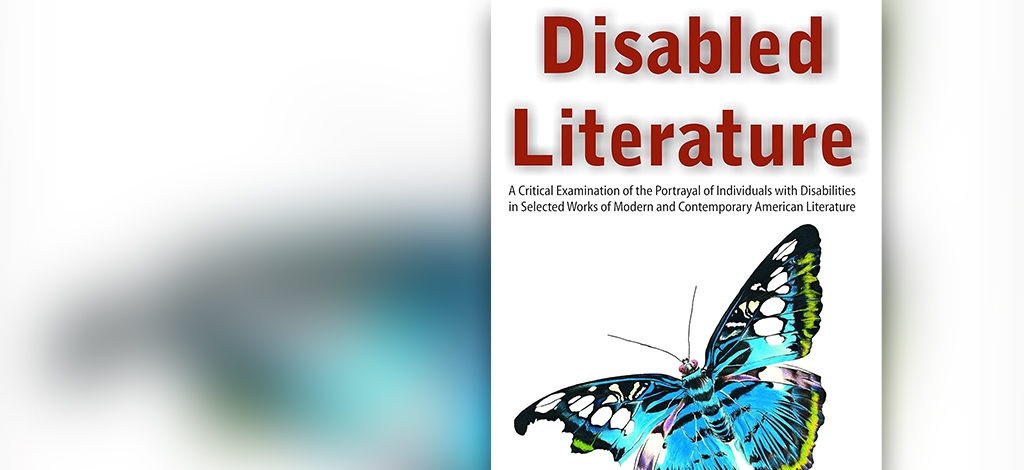 Disabled
Literature
A Critical Examination of the Portrayal of Individuals with Disabilities
in Selected Works of Modern and Contemporary American Literature